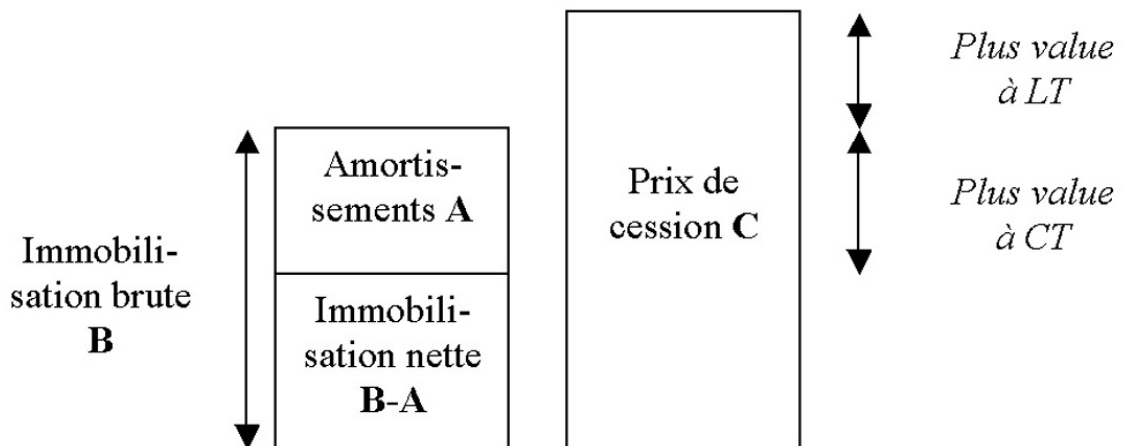 Immobili-
sation brute
B
Amortis-
sements A
Immobili-
sation nette
B-A
Prix de
cession C
Plus value
à LT
Plus value
à CT